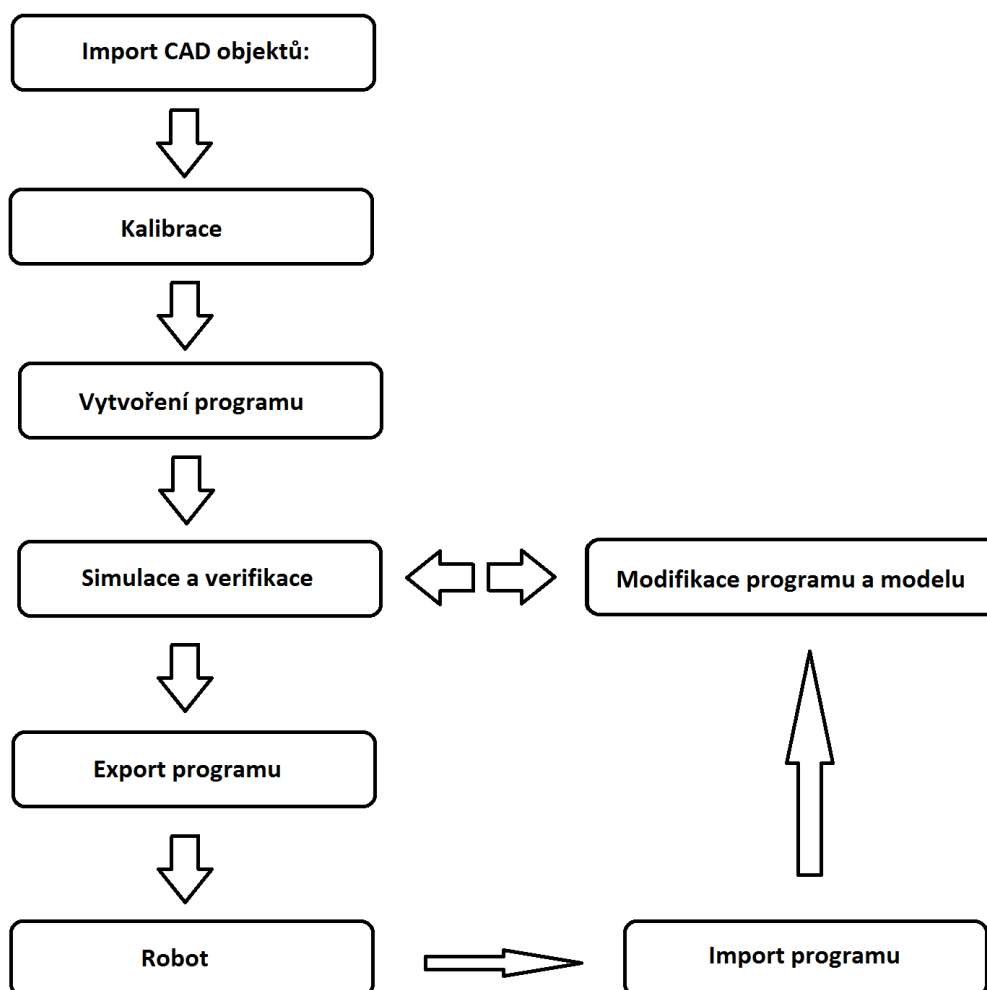 Import CAD objektů:
Kalibrace
Vytvoření programu
Simulace a verifikace
Modifikace programu a modelu
Export programu
Robot
Import programu